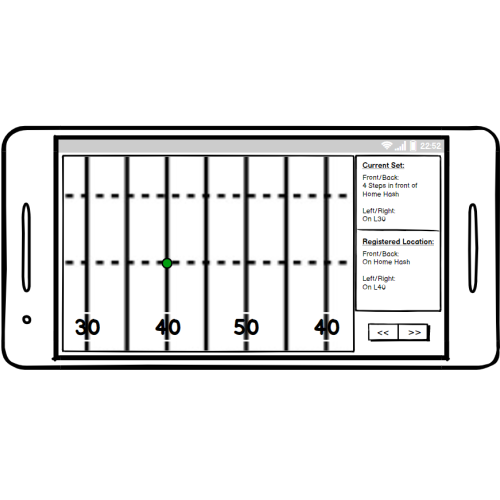 22:52
Current Set:
Front/Back:
4 Steps in front of
Home Hash
Left/Right:
On L30
Registered Location:
Front/Back:
On Home Hash
Left/Right:
On L40
30 40 50 40
<< >>